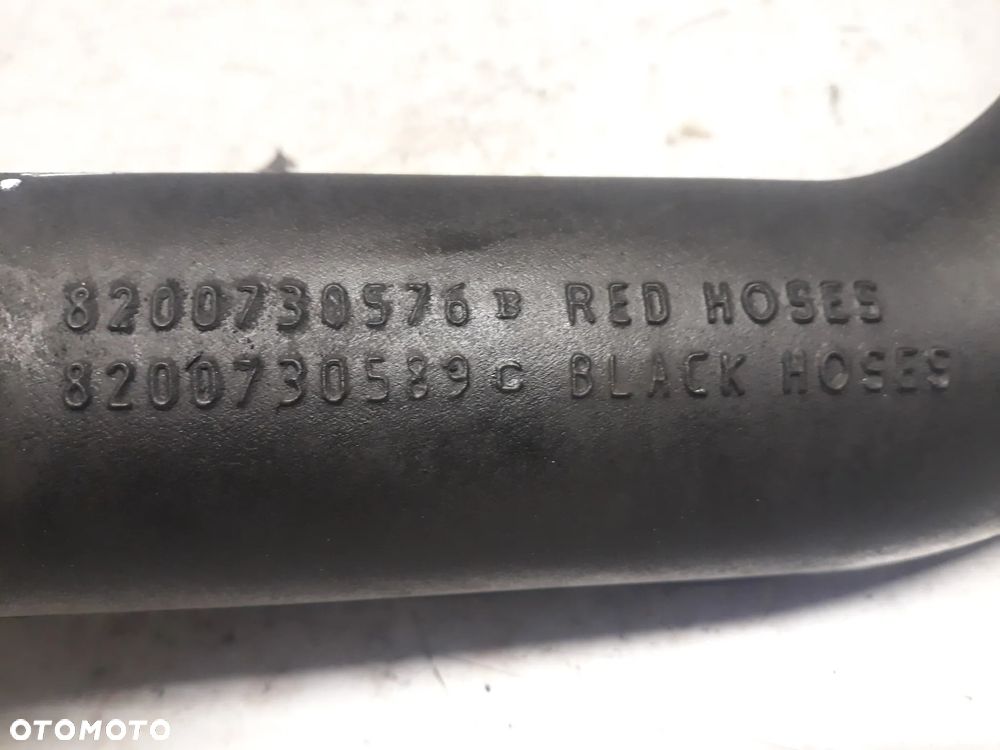 8200730576 B RED HOSES
8200730589 C BLACK HOSES
OTOMOTO